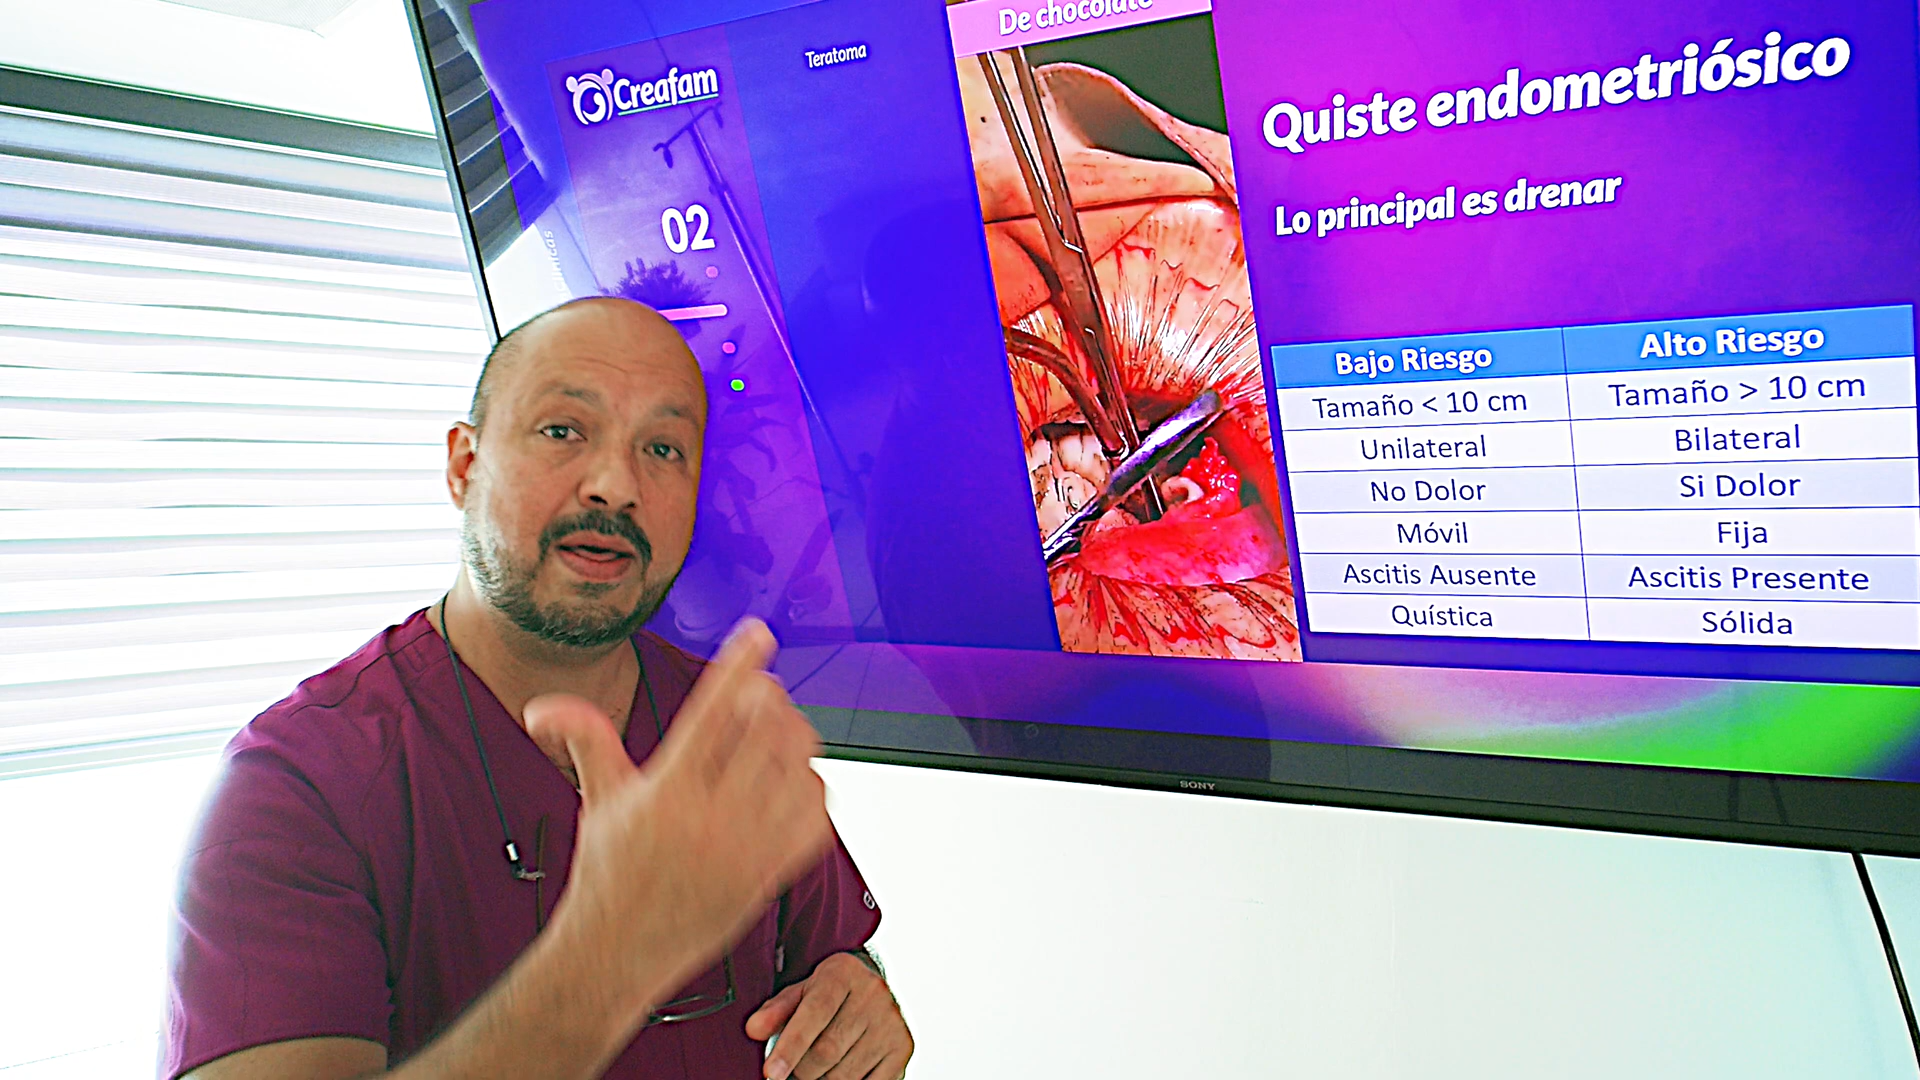 Creafam
02
Teratoma
De chocolate
Quiste endometriósico
Lo principal es drenar
Bajo Riesgo Alto Riesgo
Tamaño < 10 cm Tamaño > 10 cm
Unilateral Bilateral
No Dolor Si Dolor
Móvil Fija
Ascitis Ausente Ascitis Presente
Quística Sólida
SONY